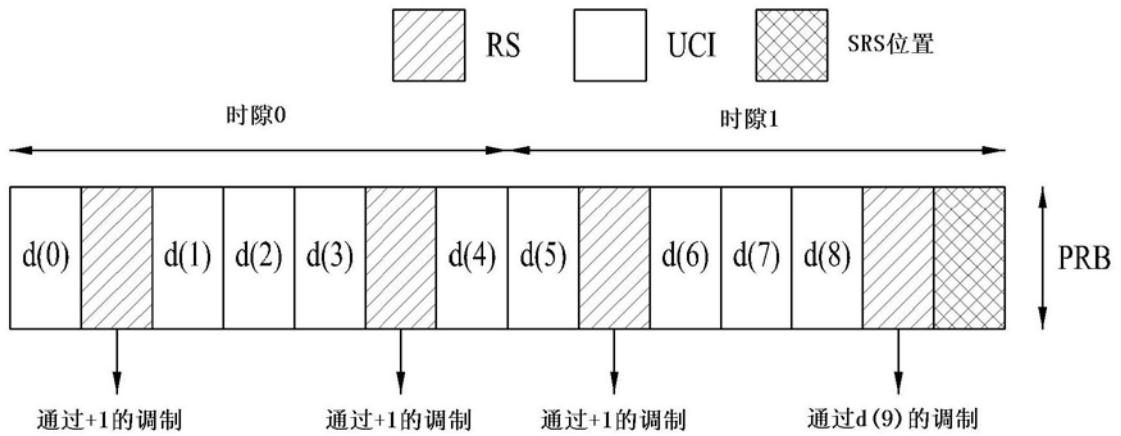 RS
UCI
SRS位置
时隙0
时隙1
d(0)
d(1)
d(2)
d(3)
d(4)
d(5)
d(6)
d(7)
d(8)
PRB
通过+1的调制
通过+1的调制
通过+1的调制
通过d(9)的调制